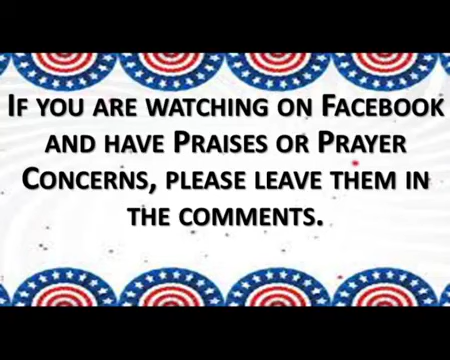 If you are watching on Facebook
and have Praises or Prayer
Concerns, please leave them in
the comments.